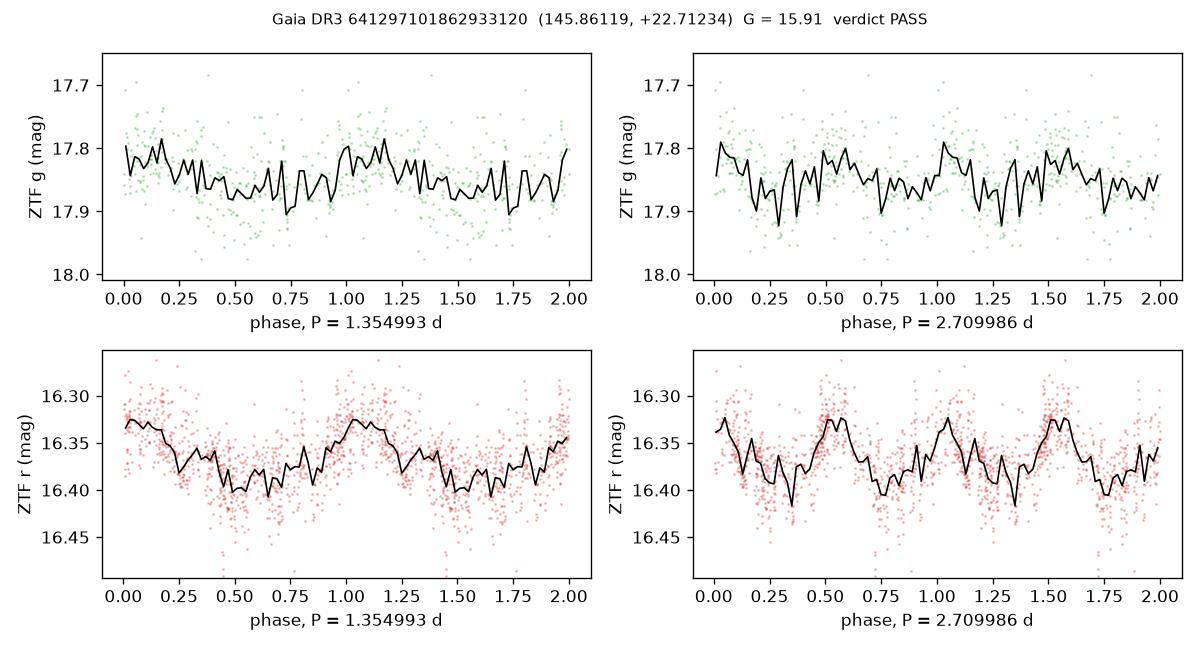 Gaia DR3 641297101862933120 (145.86119, +22.71234) G = 15.91 verdict PASS
ZTF g (mag)
17.7
17.8
17.9
18.0
0.00 0.25 0.50 0.75 1.00 1.25 1.50 1.75 2.00
phase, P = 1.354993 d
ZTF g (mag)
17.7
17.8
17.9
18.0
0.00 0.25 0.50 0.75 1.00 1.25 1.50 1.75 2.00
phase, P = 2.709986 d
ZTF r (mag)
16.30
16.35
16.40
16.45
0.00 0.25 0.50 0.75 1.00 1.25 1.50 1.75 2.00
phase, P = 1.354993 d
ZTF r (mag)
16.30
16.35
16.40
16.45
0.00 0.25 0.50 0.75 1.00 1.25 1.50 1.75 2.00
phase, P = 2.709986 d